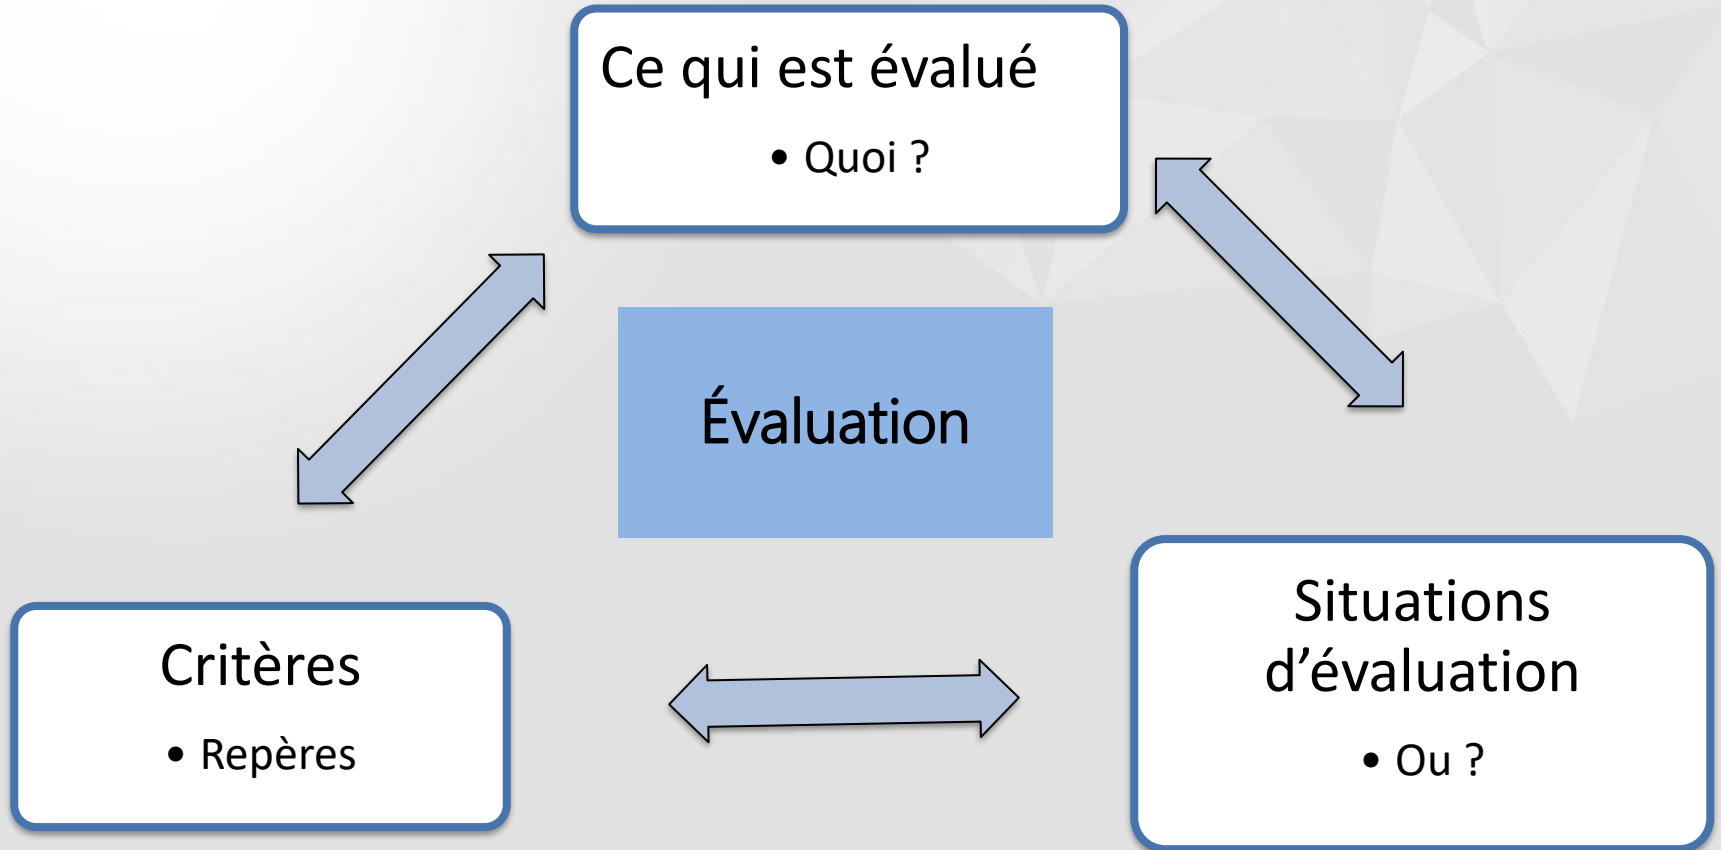 Ce qui est évalué
• Quoi ?
Évaluation
Critères
• Repères
Situations
d’évaluation
• Ou ?